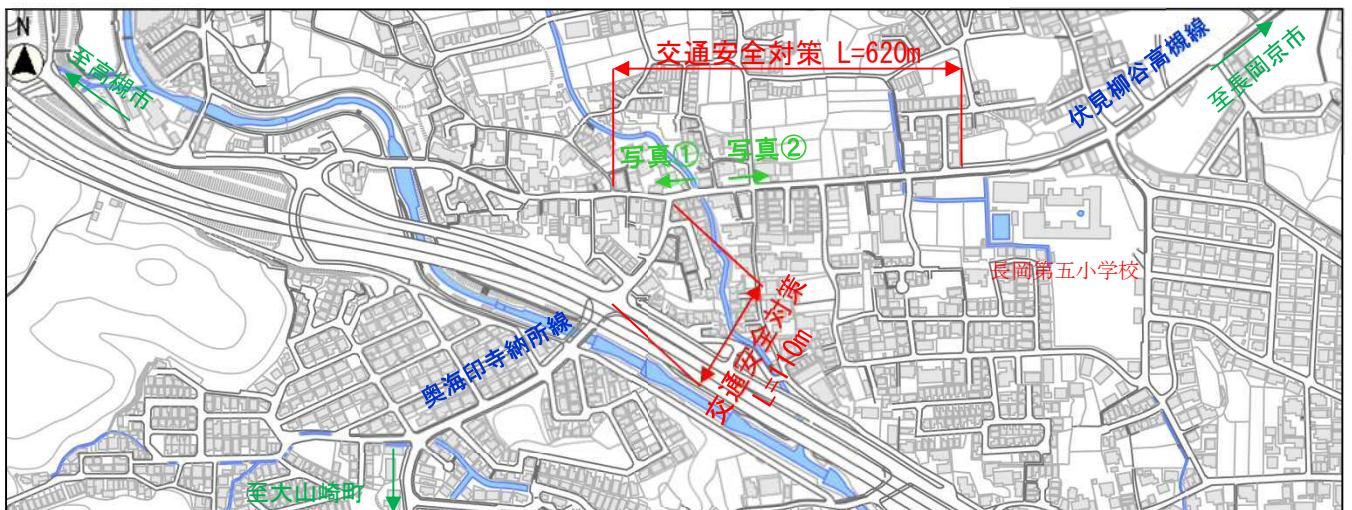 N
至高槻市
交通安全対策 L=620m
伏見柳谷高槻線
至長岡京市
写真①
写真②
長岡第五小学校
交通安全対策
L=110m
奥海印寺納所線
至大山崎町